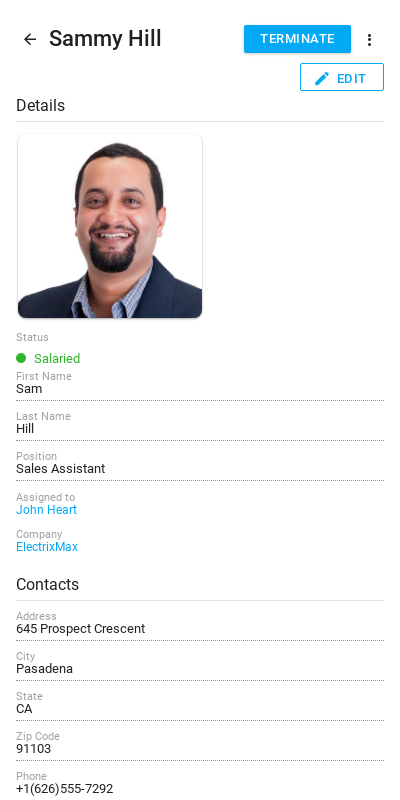 Sammy Hill
TERMINATE
EDIT
Details
Status
Salaried
First Name
Sam
Last Name
Hill
Position
Sales Assistant
Assigned to
John Heart
Company
ElectrixMax
Contacts
Address
645 Prospect Crescent
City
Pasadena
State
CA
Zip Code
91103
Phone
+1(626)555-7292